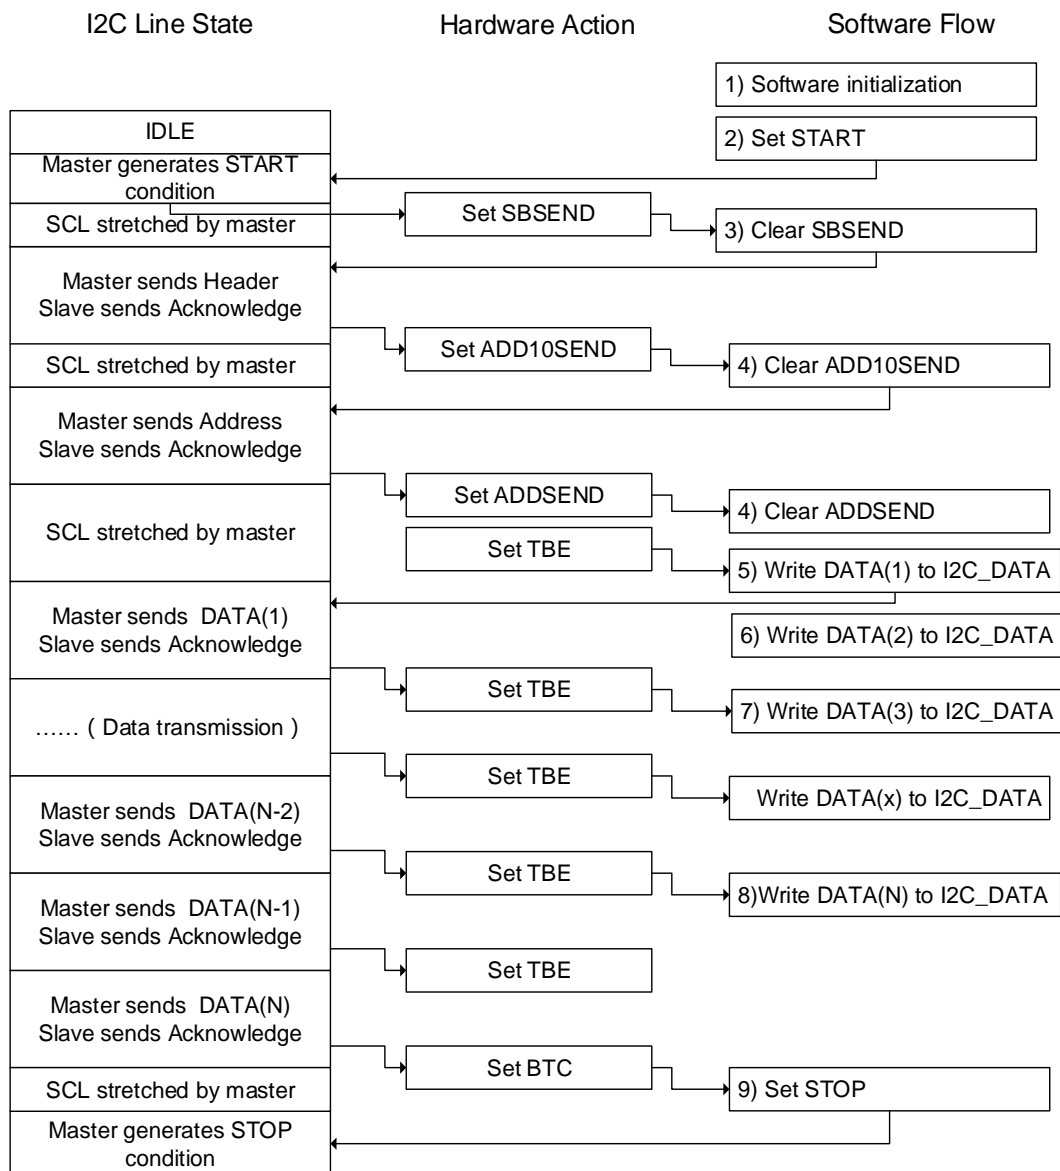 I2C Line State
Hardware Action
Software Flow
1) Software initialization
IDLE
2) Set START
Master generates START
condition
Set SBSEND
SCL stretched by master
3) Clear SBSEND
Master sends Header
Slave sends Acknowledge
Set ADD10SEND
SCL stretched by master
4) Clear ADD10SEND
Master sends Address
Slave sends Acknowledge
Set ADDSEND
4) Clear ADDSEND
SCL stretched by master
Set TBE
5) Write DATA(1) to I2C_DATA
Master sends DATA(1)
Slave sends Acknowledge
6) Write DATA(2) to I2C_DATA
Set TBE
7) Write DATA(3) to I2C_DATA
…… ( Data transmission )
Set TBE
Write DATA(x) to I2C_DATA
Master sends DATA(N-2)
Slave sends Acknowledge
Set TBE
8)Write DATA(N) to I2C_DATA
Master sends DATA(N-1)
Slave sends Acknowledge
Set TBE
Master sends DATA(N)
Slave sends Acknowledge
Set BTC
SCL stretched by master
9) Set STOP
Master generates STOP
condition